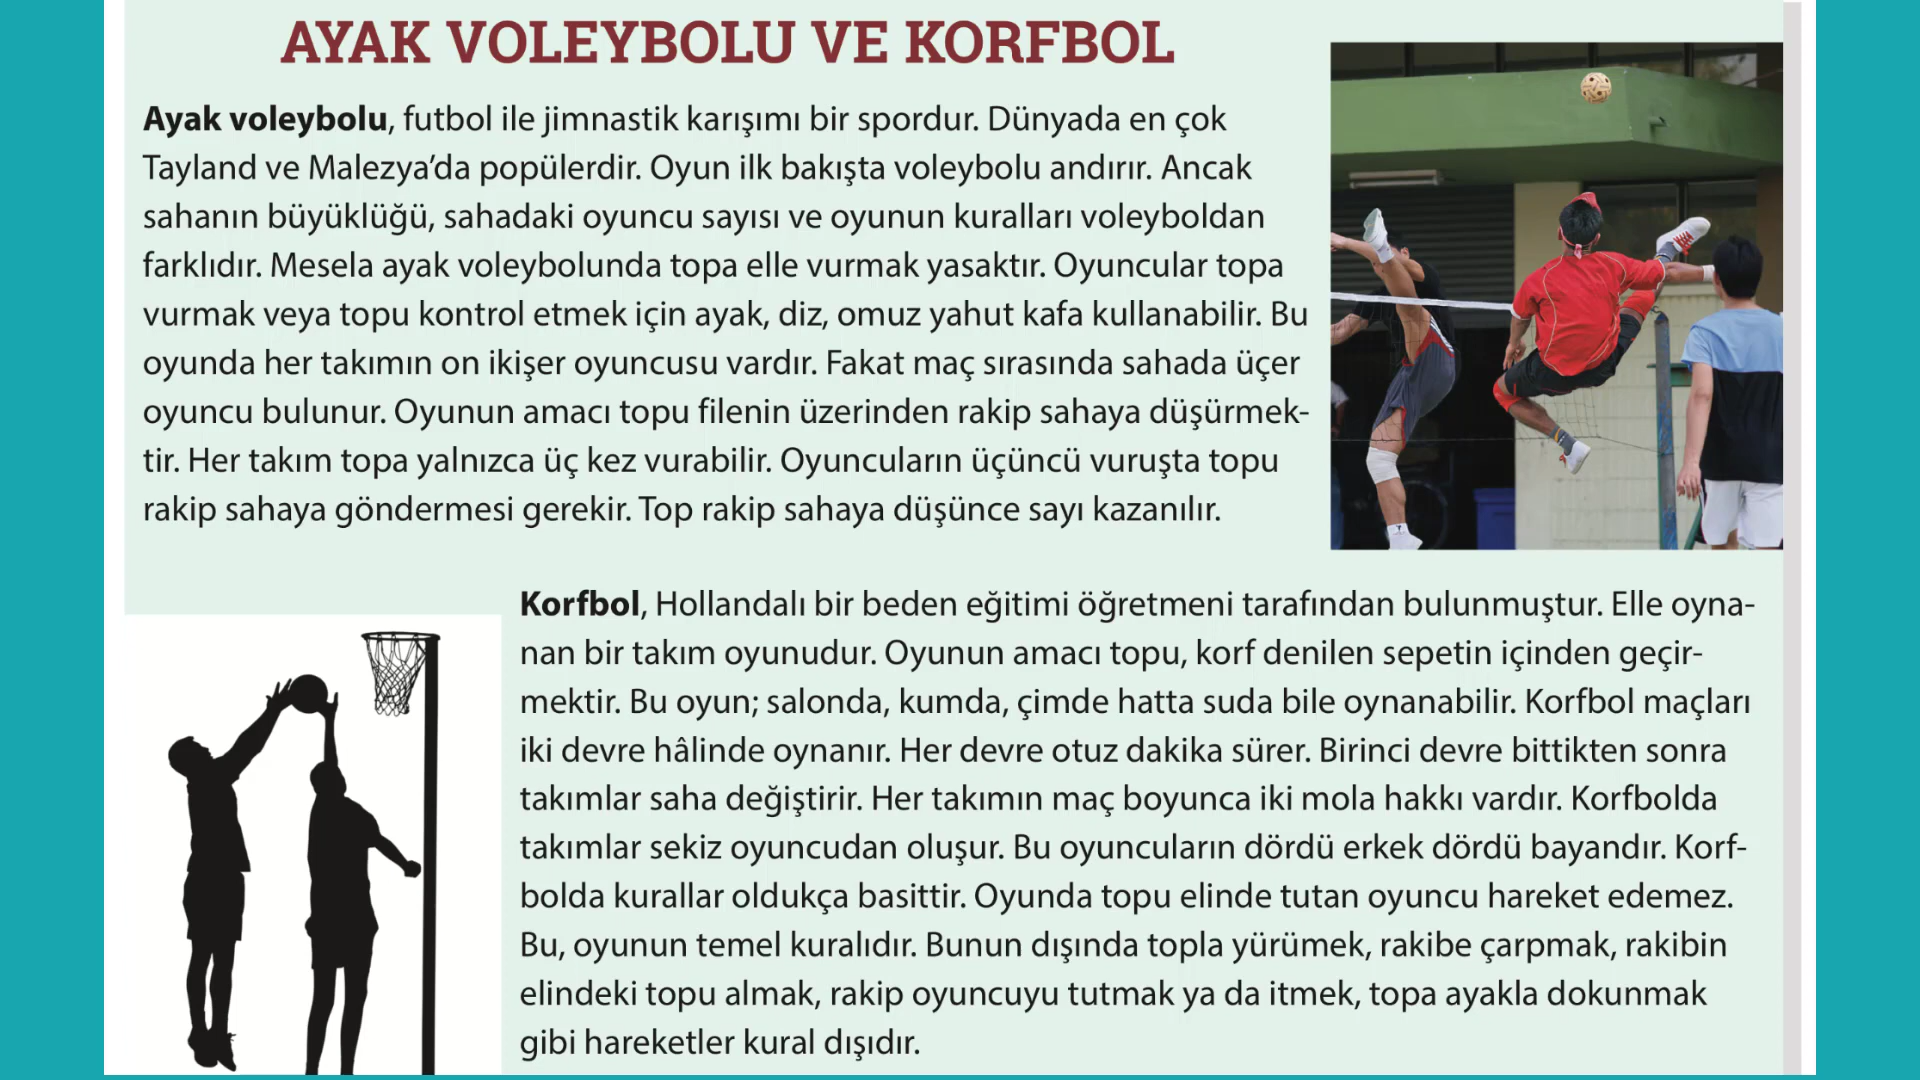 AYAK VOLEYBOLU VE KORFBOL
Ayak voleybolu, futbol ile jimnastik karışımı bir spordur. Dünyada en çok
Tayland ve Malezya’da popülerdir. Oyun ilk bakışta voleybolu andırır. Ancak
sahanın büyüklüğü, sahadaki oyuncu sayısı ve oyunun kuralları voleyboldan
farklıdır. Mesela ayak voleybolunda topa elle vurmak yasaktır. Oyuncular topa
vurmak veya topu kontrol etmek için ayak, diz, omuz yahut kafa kullanabilir. Bu
oyunda her takımın on ikişer oyuncusu vardır. Fakat maç sırasında sahada üçer
oyuncu bulunur. Oyunun amacı topu filenin üzerinden rakip sahaya düşürmek-
tir. Her takım topa yalnızca üç kez vurabilir. Oyuncuların üçüncü vuruşta topu
rakip sahaya göndermesi gerekir. Top rakip sahaya düşünce sayı kazanılır.
Korfbol, Hollandalı bir beden eğitimi öğretmeni tarafından bulunmuştur. Elle oyna-
nan bir takım oyunudur. Oyunun amacı topu, korf denilen sepetin içinden geçir-
mektir. Bu oyun; salonda, kumda, çimde hatta suda bile oynanabilir. Korfbol maçları
iki devre hâlinde oynanır. Her devre otuz dakika sürer. Birinci devre bittikten sonra
takımlar saha değiştirir. Her takımın maç boyunca iki mola hakkı vardır. Korfbolda
takımlar sekiz oyuncudan oluşur. Bu oyuncuların dördü erkek dördü bayandır. Korf-
bolda kurallar oldukça basittir. Oyunda topu elinde tutan oyuncu hareket edemez.
Bu, oyunun temel kuralıdır. Bunun dışında topla yürümek, rakibe çarpmak, rakibin
elindeki topu almak, rakip oyuncuyu tutmak ya da itmek, topa ayakla dokunmak
gibi hareketler kural dışıdır.